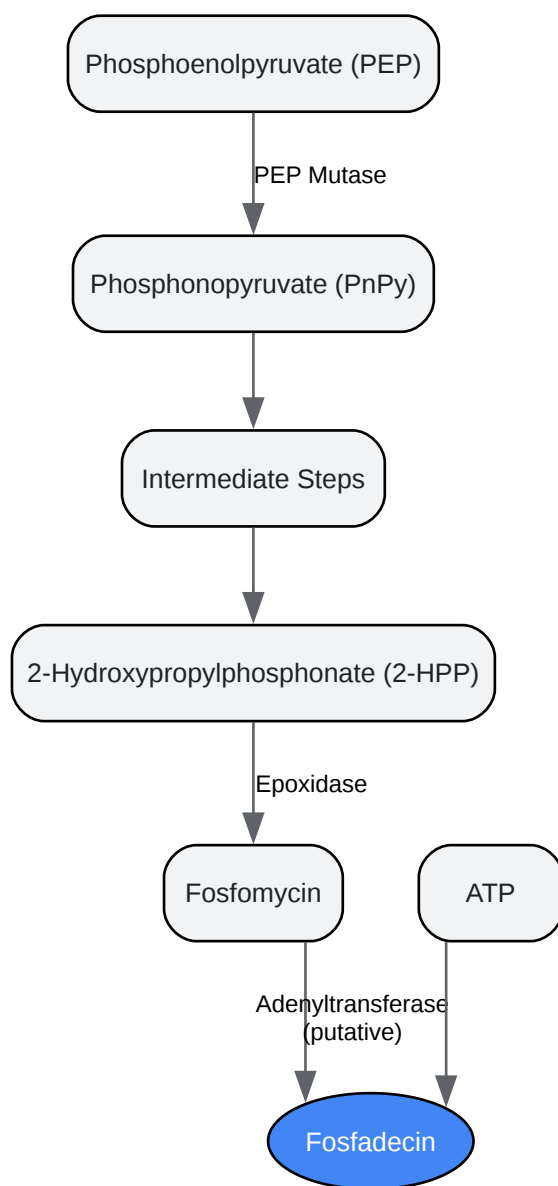 Phosphoenolpyruvate (PEP)
PEP Mutase
Phosphonopyruvate (PnPy)
Intermediate Steps
2-Hydroxypropylphosphonate (2-HPP)
Epoxidase
Fosfomycin
ATP
Adenyltransferase
(putative)
Fosfadecin